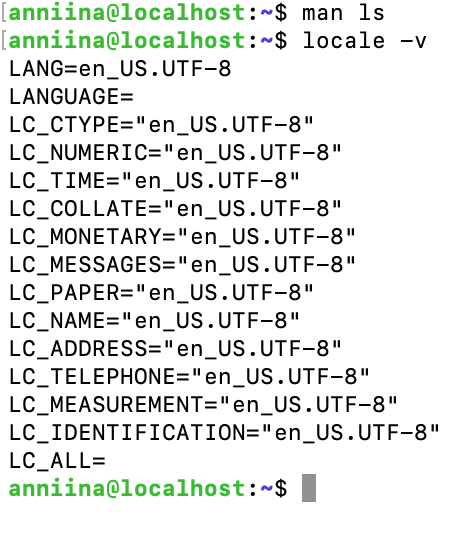 [anniina@localhost:~$ man ls
[anniina@localhost:~$ locale -v
LANG=en_US.UTF-8
LANGUAGE=
LC_CTYPE="en_US.UTF-8"
LC_NUMERIC="en_US.UTF-8"
LC_TIME="en_US.UTF-8"
LC_COLLATE="en_US.UTF-8"
LC_MONETARY="en_US.UTF-8"
LC_MESSAGES="en_US.UTF-8"
LC_PAPER="en_US.UTF-8"
LC_NAME="en_US.UTF-8"
LC_ADDRESS="en_US.UTF-8"
LC_TELEPHONE="en_US.UTF-8"
LC_MEASUREMENT="en_US.UTF-8"
LC_IDENTIFICATION="en_US.UTF-8"
LC_ALL=
anniina@localhost:~$